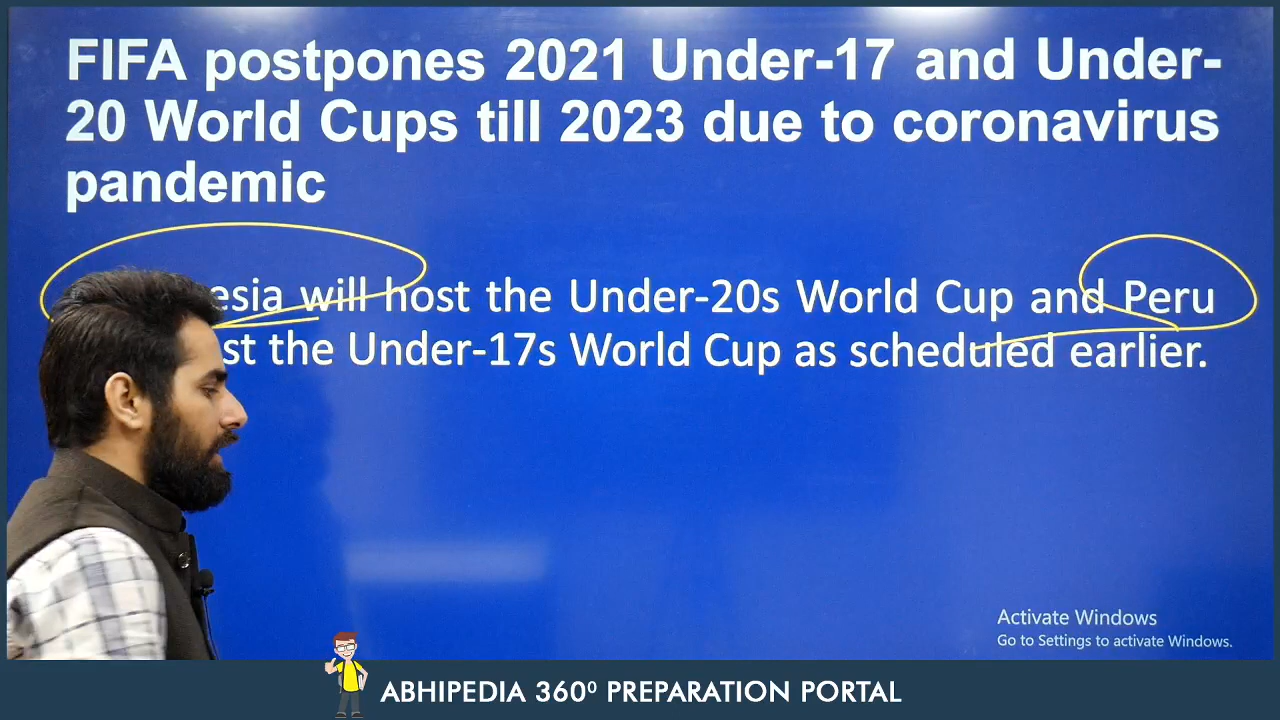 FIFA postpones 2021 Under-17 and Under-
20 World Cups till 2023 due to coronavirus
pandemic
esia will host the Under-20s World Cup and Peru
st the Under-17s World Cup as scheduled earlier.
Activate Windows
Go to Settings to activate Windows.
ABHIPEDIA 360⁰ PREPARATION PORTAL